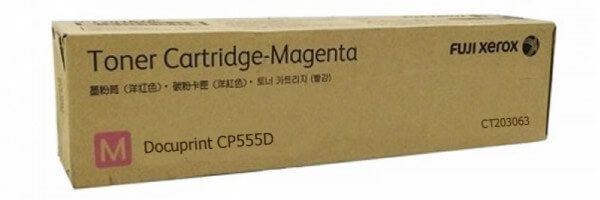 Toner Cartridge-Magenta
墨粉筒（洋红色）・碳粉卡匣（洋紅色）・토너 카트리지 (빨강)
FUJI xerox
M
Docuprint CP555D
CT203063